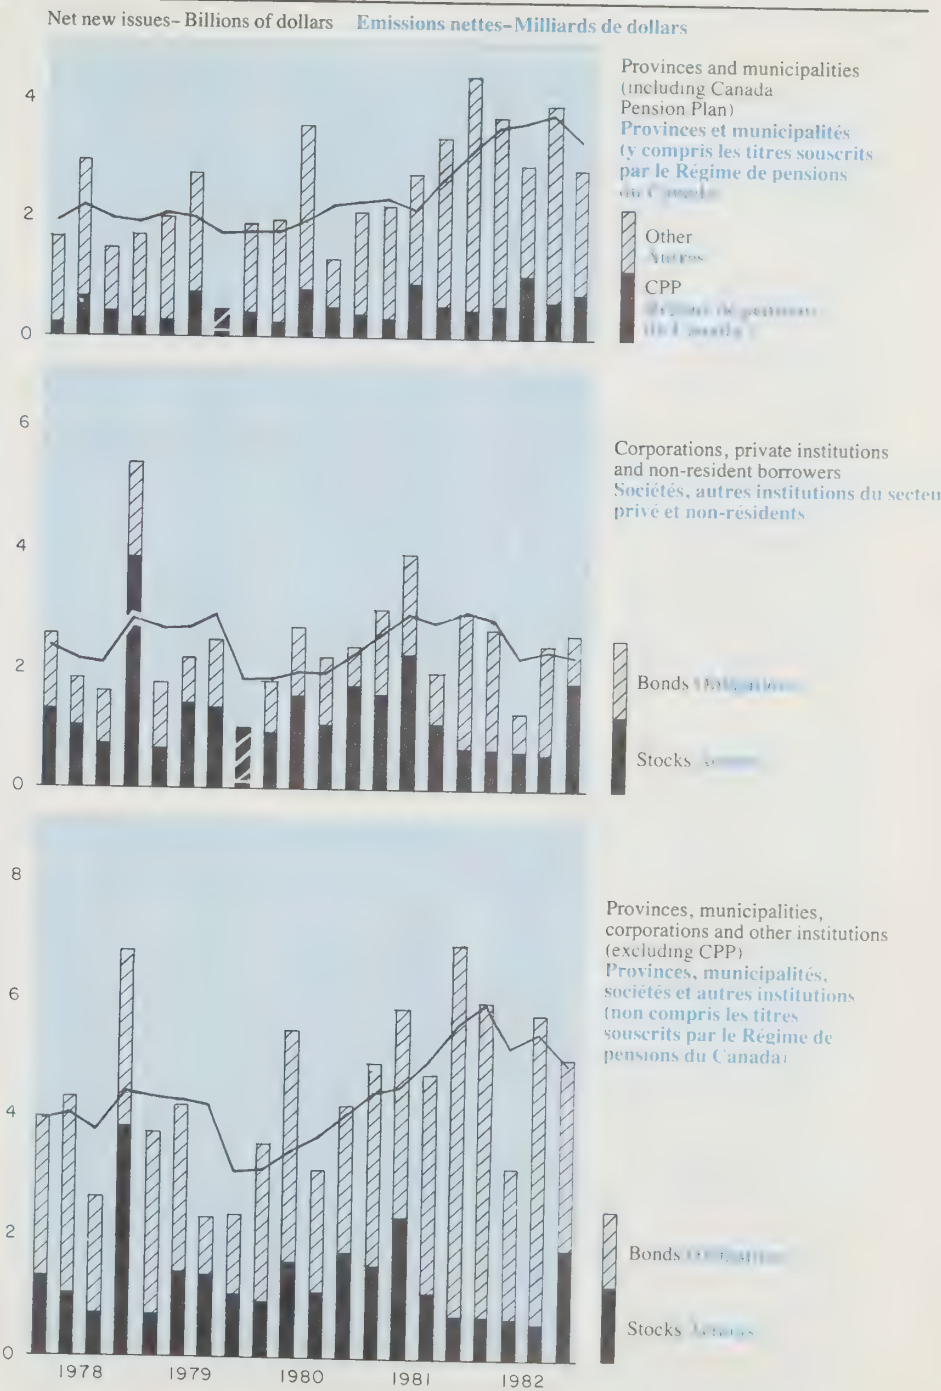 Net new issues–Billions of dollars Emissions nettes–Milliards de dollars
4
2
0
Provinces and municipalities
(including Canada
Pension Plan)
Provinces et municipalités
(y compris les titres souscrits
par le Régime de pensions
du Canada
Other
Autres
CPP
6
4
2
0
Corporations, private institutions
and non-resident borrowers
Sociétés, autres institutions du secteu
privé et non-résidents
Bonds
Stocks
8
6
4
2
0
Provinces, municipalities,
corporations and other institutions
(excluding CPP)
Provinces, municipalités,
sociétés et autres institutions
(non compris les titres
souscrits par le Régime de
pensions du Canada)
Bonds
Stocks
1978 1979 1980 1981 1982